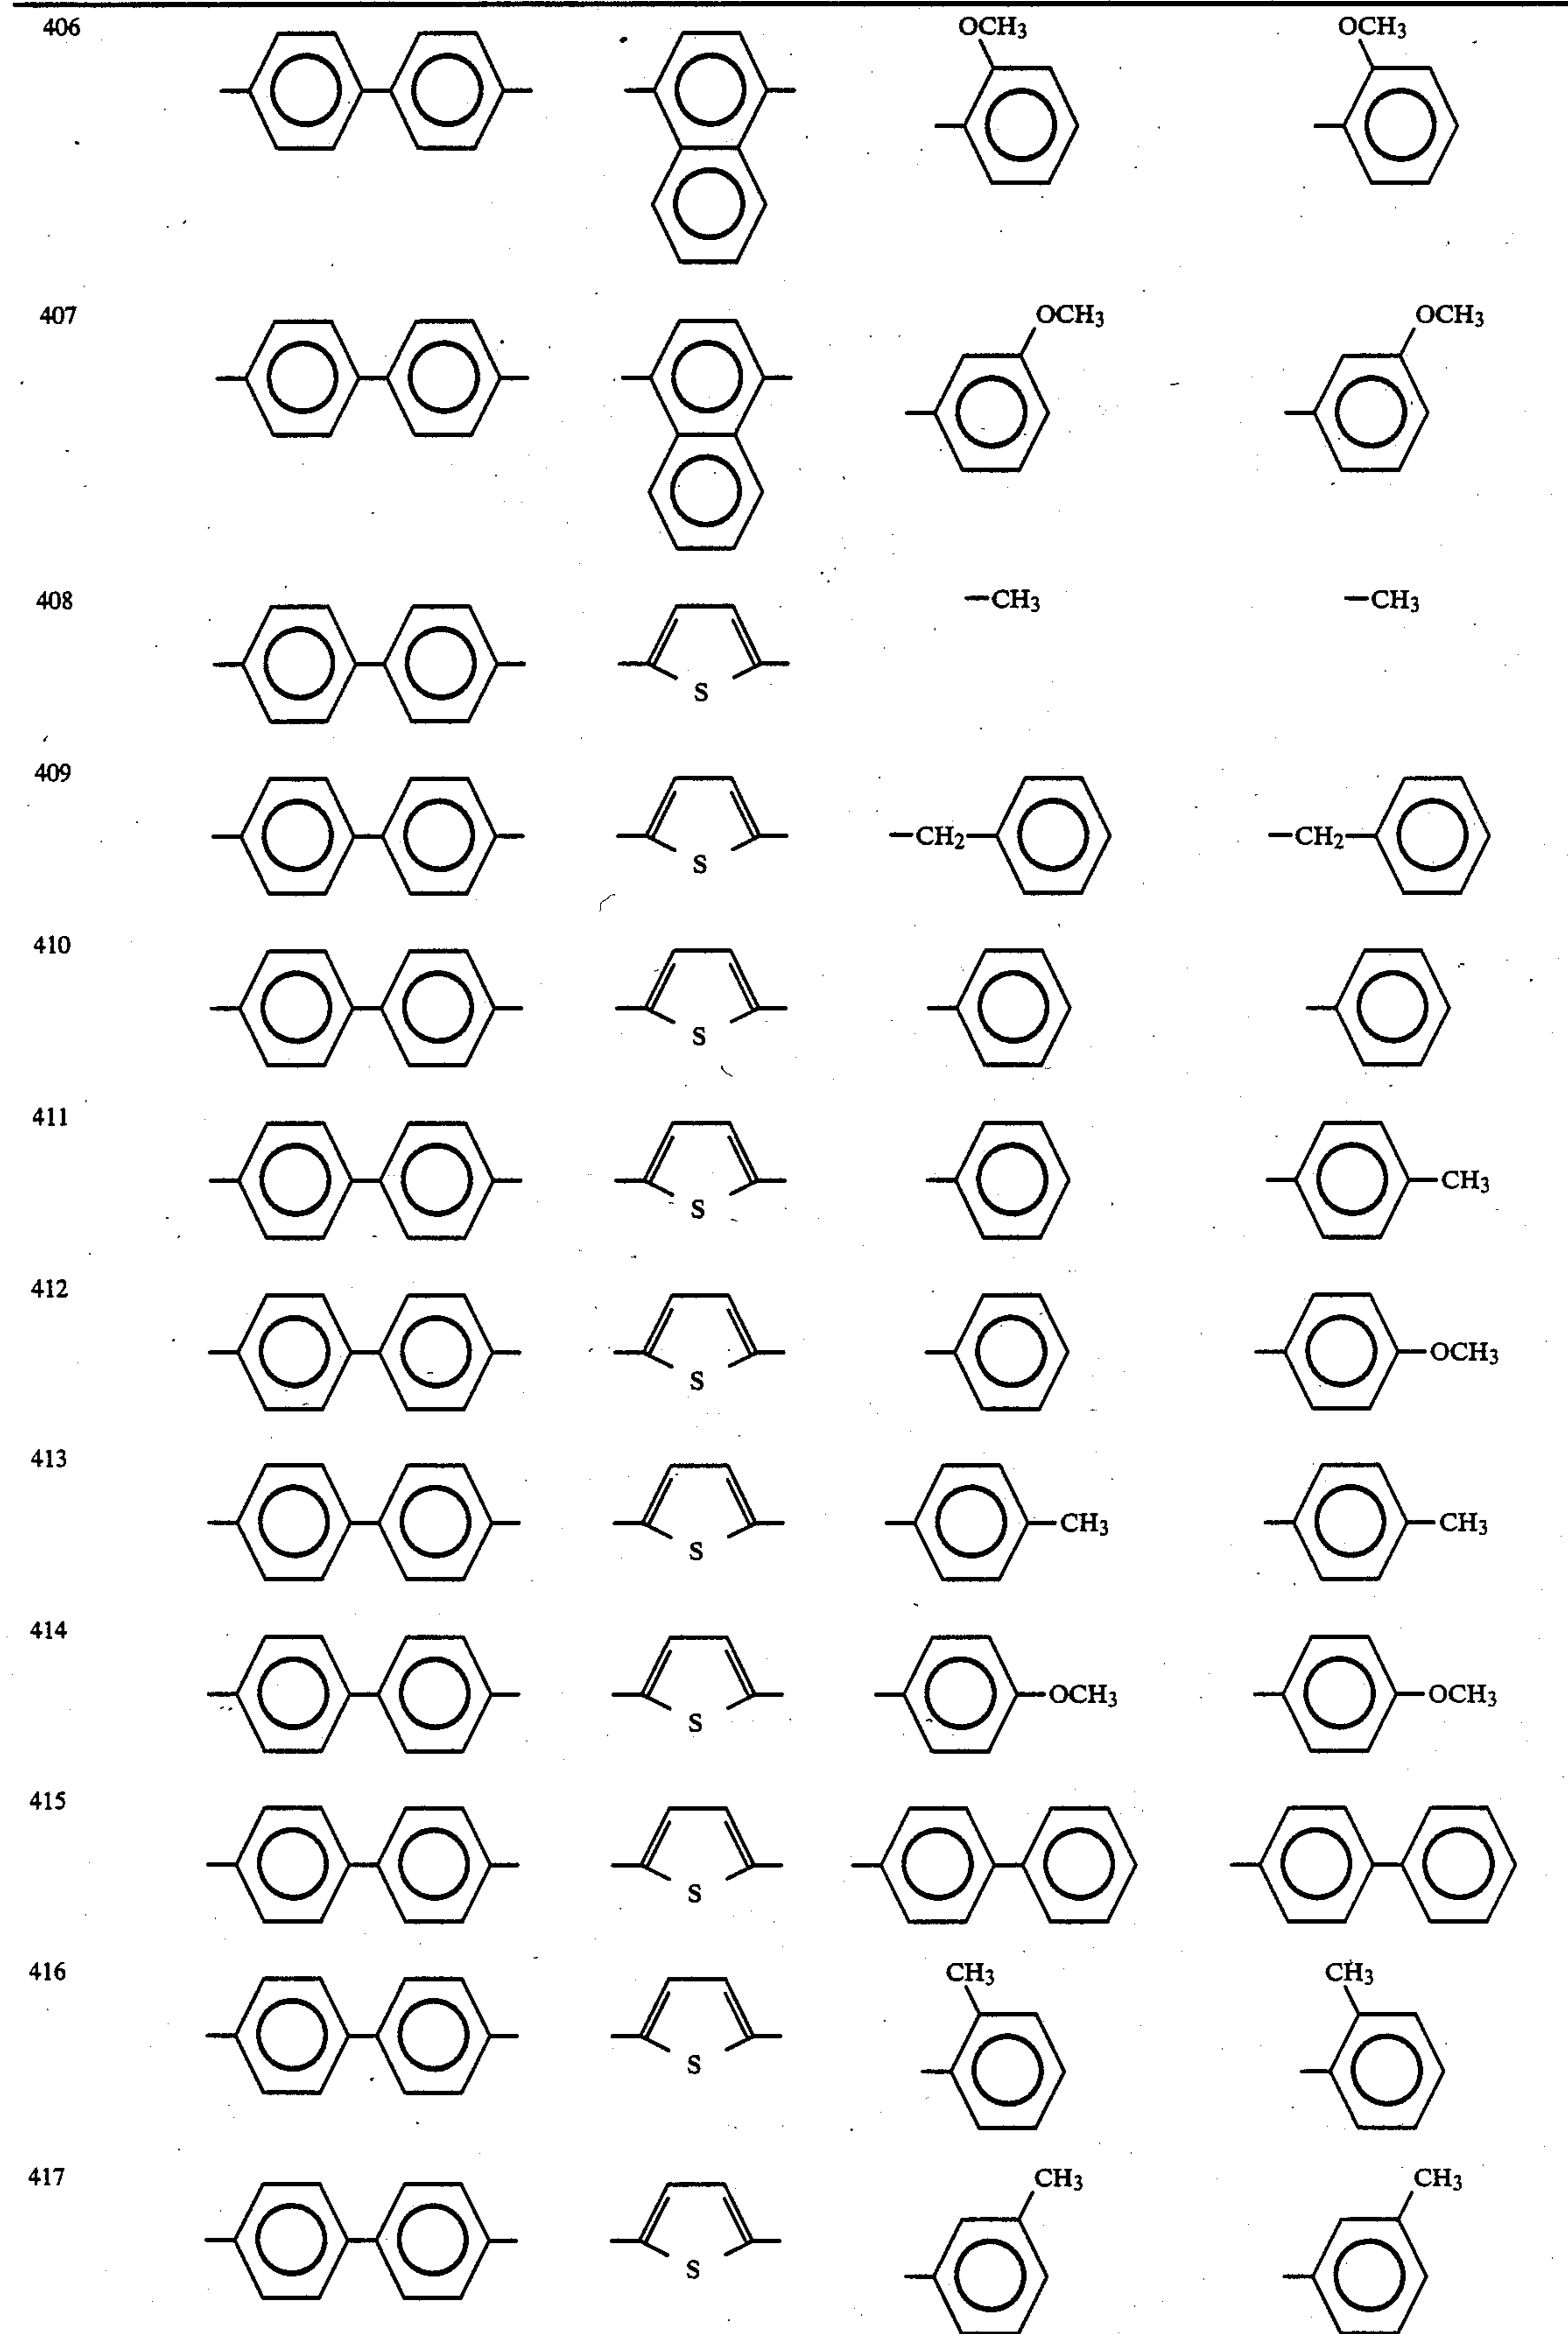 406 OCH3 OCH3
407 OCH3 OCH3
408 —CH3 —CH3
S
409 —CH2 —CH2
S
410
S
411 CH3
S
412 OCH3
S
413 CH3 CH3
S
414 OCH3 OCH3
S
415
S
416 CH3 CH3
S
417 CH3 CH3
S